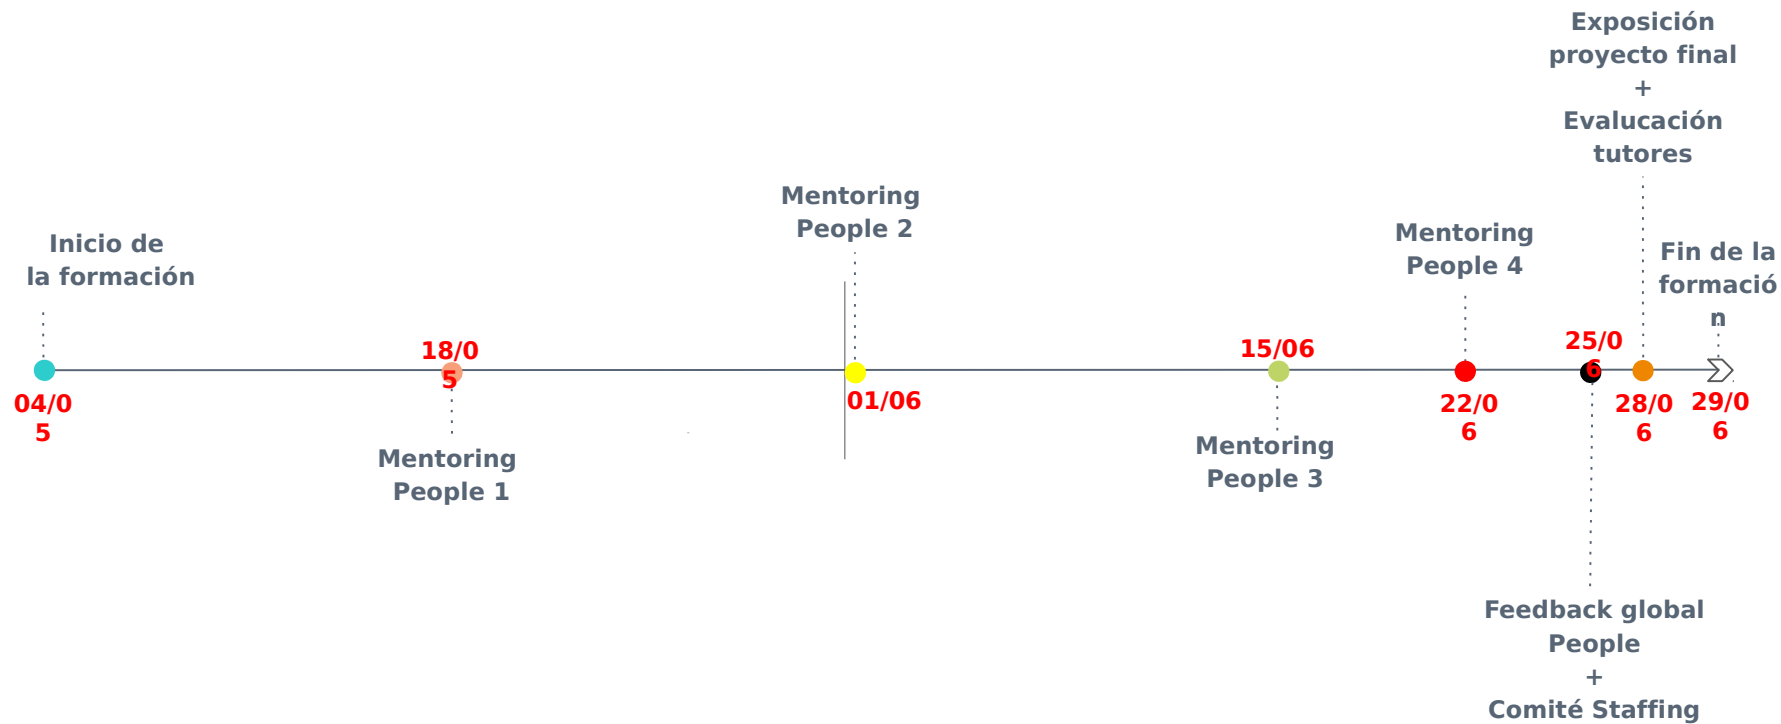 Exposición
proyecto final
+
Evalucación
tutores
Mentoring
People 2
Inicio de
la formación
Mentoring
People 4
Fin de la
formació
n
18/0
5
15/06
25/0
6
04/0
5
01/06
22/0
6
28/0
6
29/0
6
Mentoring
People 1
Mentoring
People 3
Feedback global
People
+
Comité Staffing